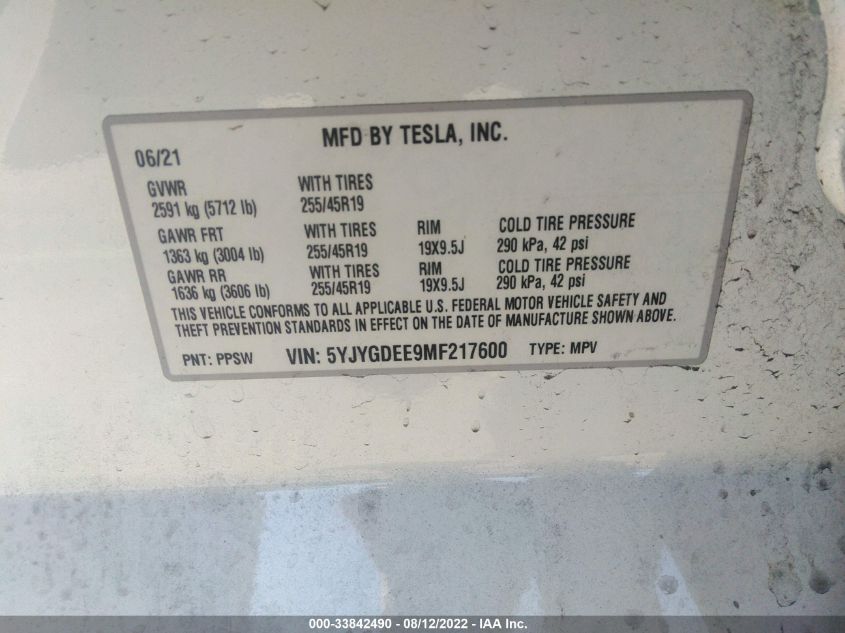 MFD BY TESLA, INC.
06/21
GVWR WITH TIRES
2591 kg (5712 lb) 255/45R19
GAWR FRT WITH TIRES RIM COLD TIRE PRESSURE
1363 kg (3004 lb) 255/45R19 19X9.5J 290 kPa, 42 psi
GAWR RR WITH TIRES RIM COLD TIRE PRESSURE
1636 kg (3606 lb) 255/45R19 19X9.5J 290 kPa, 42 psi
THIS VEHICLE CONFORMS TO ALL APPLICABLE U.S. FEDERAL MOTOR VEHICLE SAFETY AND
THEFT PREVENTION STANDARDS IN EFFECT ON THE DATE OF MANUFACTURE SHOWN ABOVE.
PNT: PPSW VIN: 5YJYGDEE9MF217600 TYPE: MPV
000-33842490 - 08/12/2022 - IAA Inc.